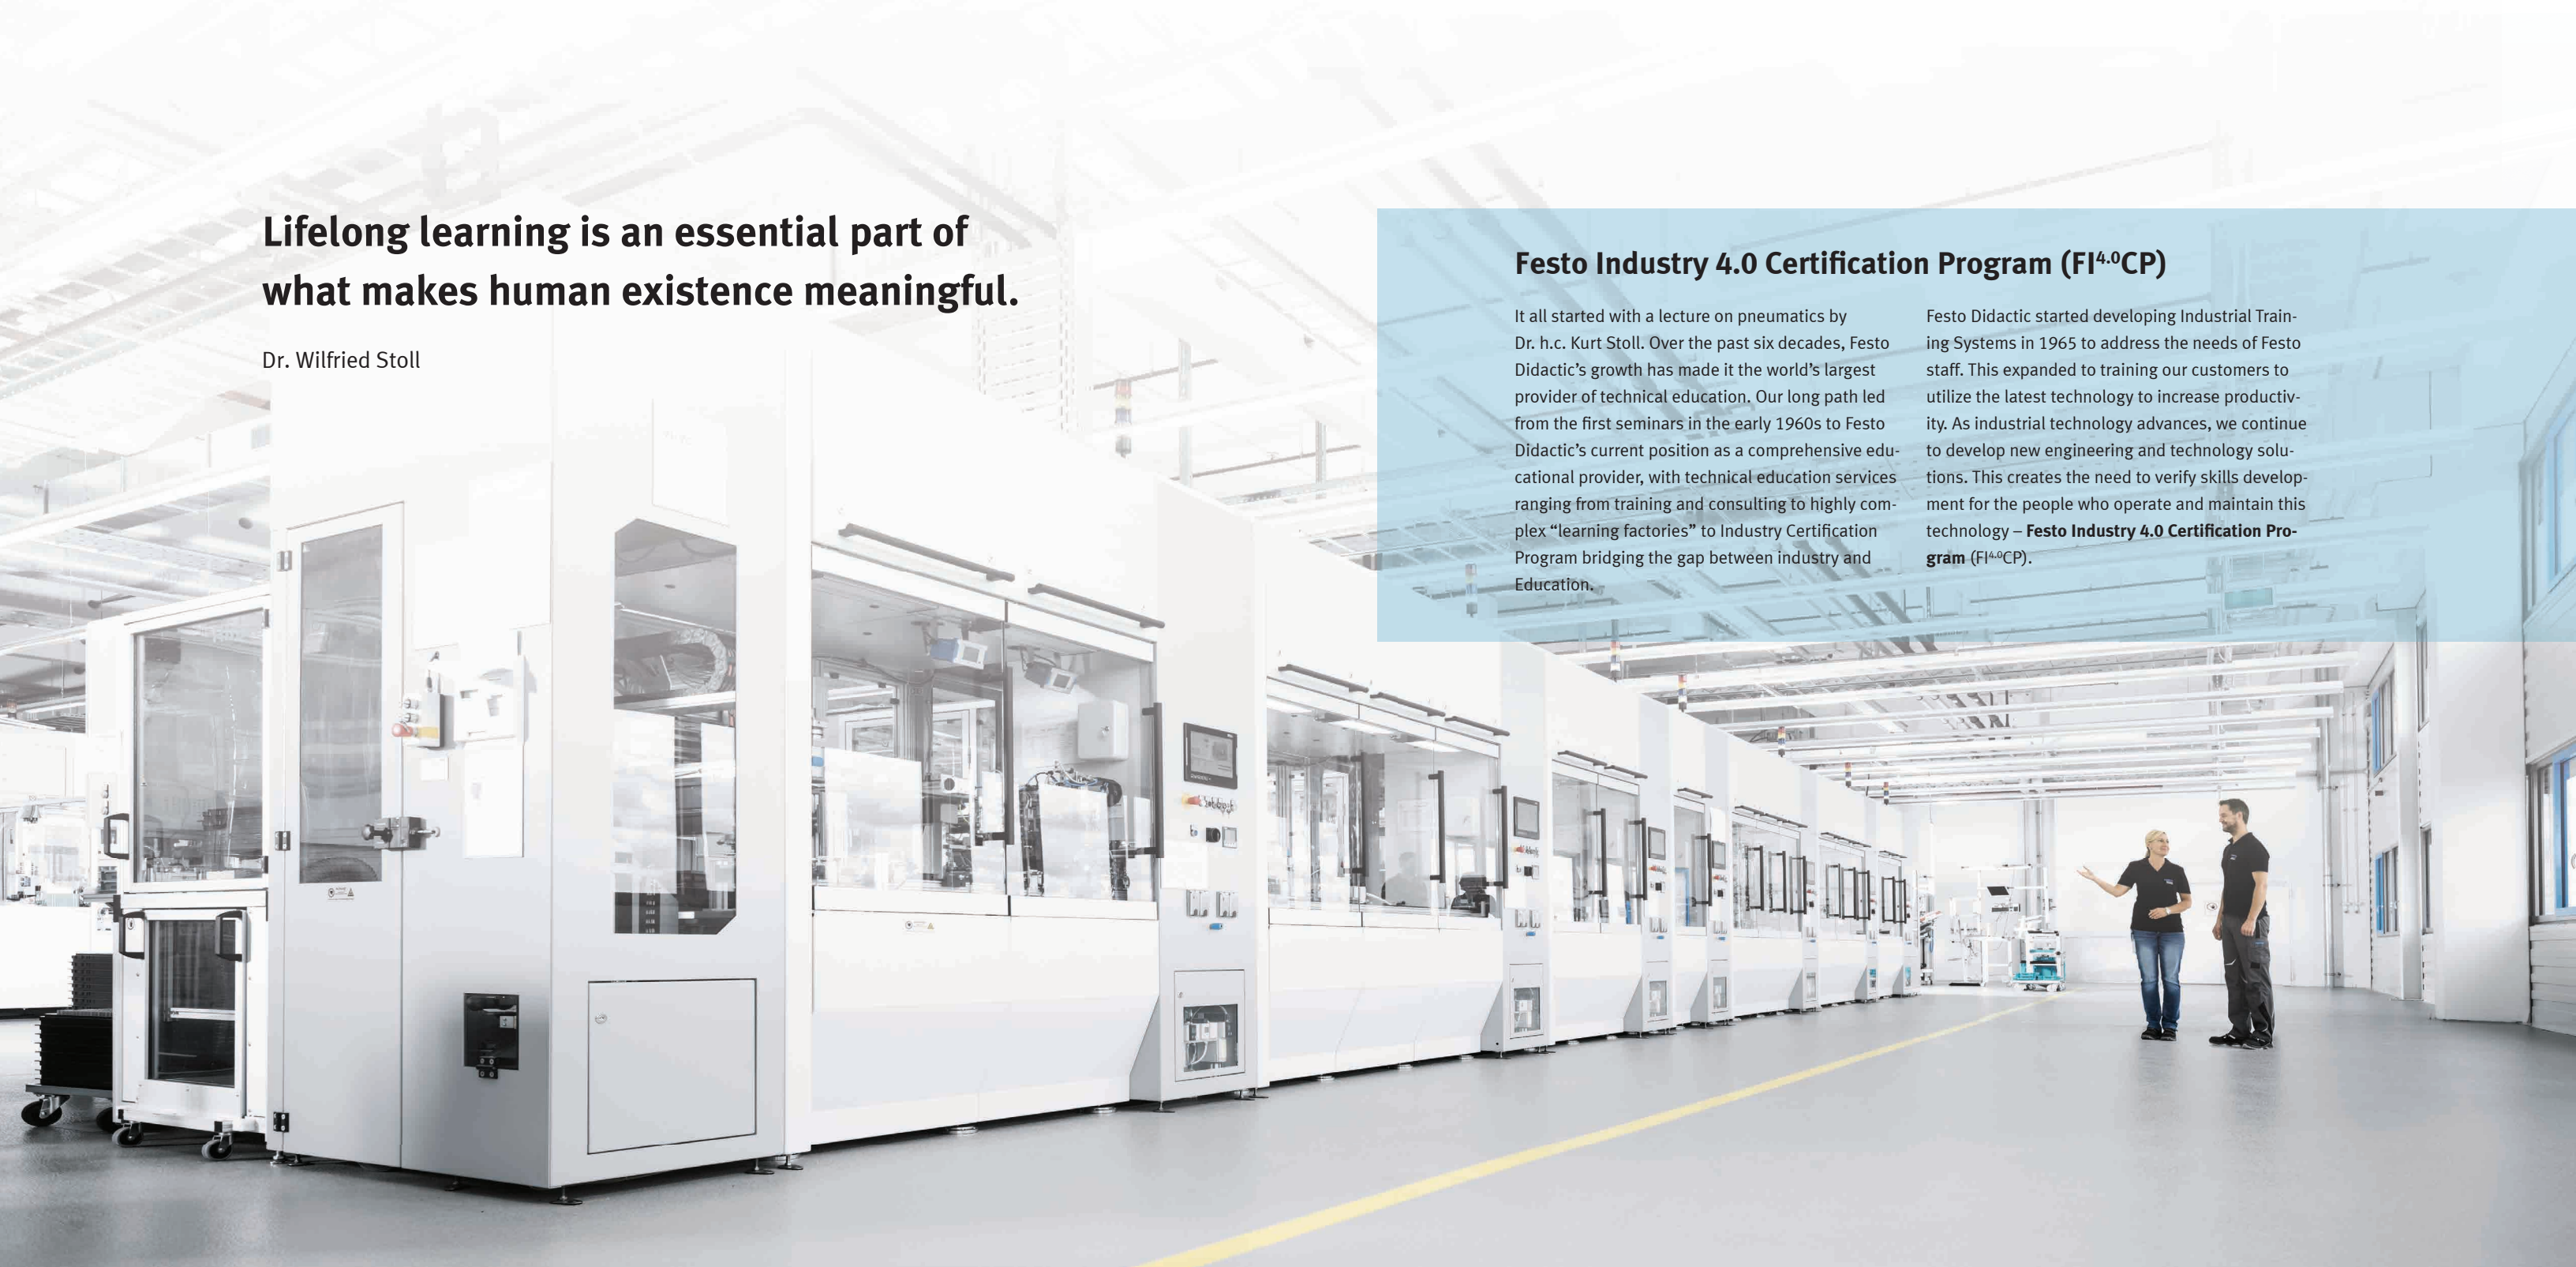 Lifelong learning is an essential part of
what makes human existence meaningful.
Dr. Wilfried Stoll
Festo Industry 4.0 Certification Program (FI4.0CP)
It all started with a lecture on pneumatics by
Dr. h.c. Kurt Stoll. Over the past six decades, Festo
Didactic’s growth has made it the world’s largest
provider of technical education. Our long path led
from the first seminars in the early 1960s to Festo
Didactic’s current position as a comprehensive edu-
cational provider, with technical education services
ranging from training and consulting to highly com-
plex “learning factories” to Industry Certification
Program bridging the gap between industry and
Education.
Festo Didactic started developing Industrial Train-
ing Systems in 1965 to address the needs of Festo
staff. This expanded to training our customers to
utilize the latest technology to increase productiv-
ity. As industrial technology advances, we continue
to develop new engineering and technology solu-
tions. This creates the need to verify skills develop-
ment for the people who operate and maintain this
technology – Festo Industry 4.0 Certification Pro-
gram (FI4.0CP).